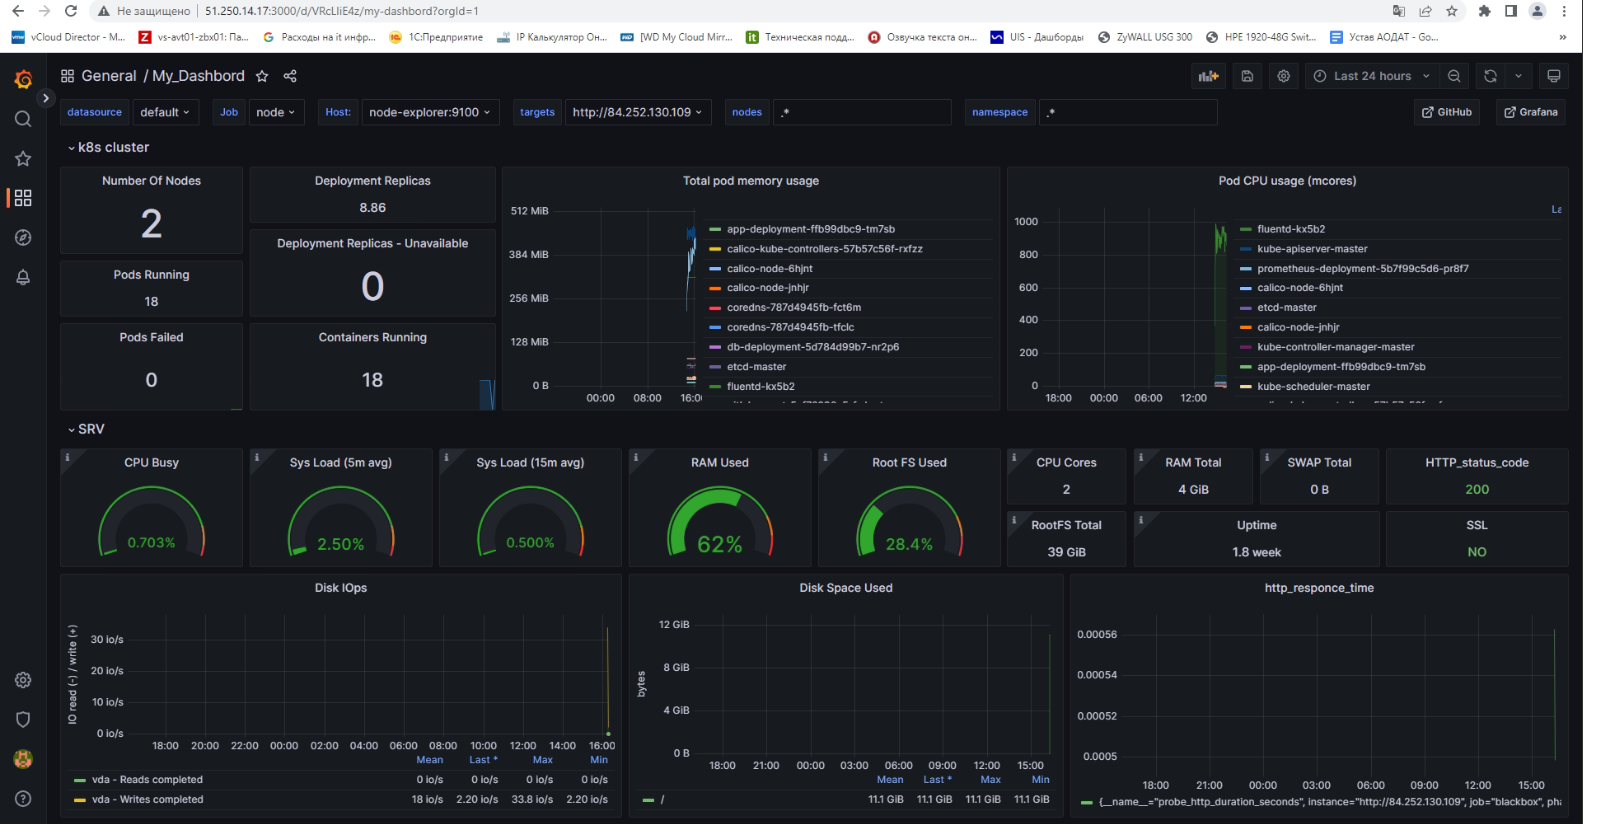 Не защищено
51.250.14.17:3000/d/VRcLIiE4z/my-dashbord?orgId=1
vCloud Director - M...
vs-avt01-zbx01: Па...
Расходы на it инфр...
1С:Предприятие
IP Калькулятор Он...
[WD My Cloud Mirr...
Техническая подд...
Озвучка текста он...
UIS - Дашборды
ZyWALL USG 300
HPE 1920-48G Swit...
Устав АОДАТ - Go...
»
General / My_Dashbord
Last 24 hours
datasource default
Job node
Host: node-explorer:9100
targets http://84.252.130.109
nodes .*
namespace .*
GitHub
Grafana
k8s cluster
Number Of Nodes
2
Pods Running
18
Pods Failed
0
Deployment Replicas
8.86
Deployment Replicas - Unavailable
0
Containers Running
18
Total pod memory usage
512 MiB
384 MiB
256 MiB
128 MiB
0 B
00:00 08:00 16:00
app-deployment-ffb99dbc9-tm7sb
calico-kube-controllers-57b57c56f-rxfzz
calico-node-6hjnt
calico-node-jnhjr
coredns-787d4945fb-fct6m
coredns-787d4945fb-tfclc
db-deployment-5d784d99b7-nr2p6
etcd-master
fluentd-kx5b2
Pod CPU usage (mcores)
La
1000
800
600
400
200
0
18:00 00:00 06:00 12:00
fluentd-kx5b2
kube-apiserver-master
prometheus-deployment-5b7f99c5d6-pr8f7
calico-node-6hjnt
etcd-master
calico-node-jnhjr
kube-controller-manager-master
app-deployment-ffb99dbc9-tm7sb
kube-scheduler-master
SRV
CPU Busy
0.703%
Sys Load (5m avg)
2.50%
Sys Load (15m avg)
0.500%
RAM Used
62%
Root FS Used
28.4%
CPU Cores
2
RAM Total
4 GiB
SWAP Total
0 B
HTTP_status_code
200
RootFS Total
39 GiB
Uptime
1.8 week
SSL
NO
Disk IOps
IO read (-) / write (+)
30 io/s
20 io/s
10 io/s
0 io/s
18:00 20:00 22:00 00:00 02:00 04:00 06:00 08:00 10:00 12:00 14:00 16:00
Mean Last * Max Min
vda - Reads completed 0 io/s 0 io/s 0 io/s 0 io/s
vda - Writes completed 18 io/s 2.20 io/s 33.8 io/s 2.20 io/s
Disk Space Used
bytes
12 GiB
8 GiB
4 GiB
0 B
18:00 21:00 00:00 03:00 06:00 09:00 12:00 15:00
Mean Last * Max Min
/ 11.1 GiB 11.1 GiB 11.1 GiB 11.1 GiB
http_responce_time
0.00056
0.00054
0.00052
0.0005
18:00 21:00 00:00 03:00 06:00 09:00 12:00 15:00
{__name__="probe_http_duration_seconds", instance="http://84.252.130.109", job="blackbox", pha